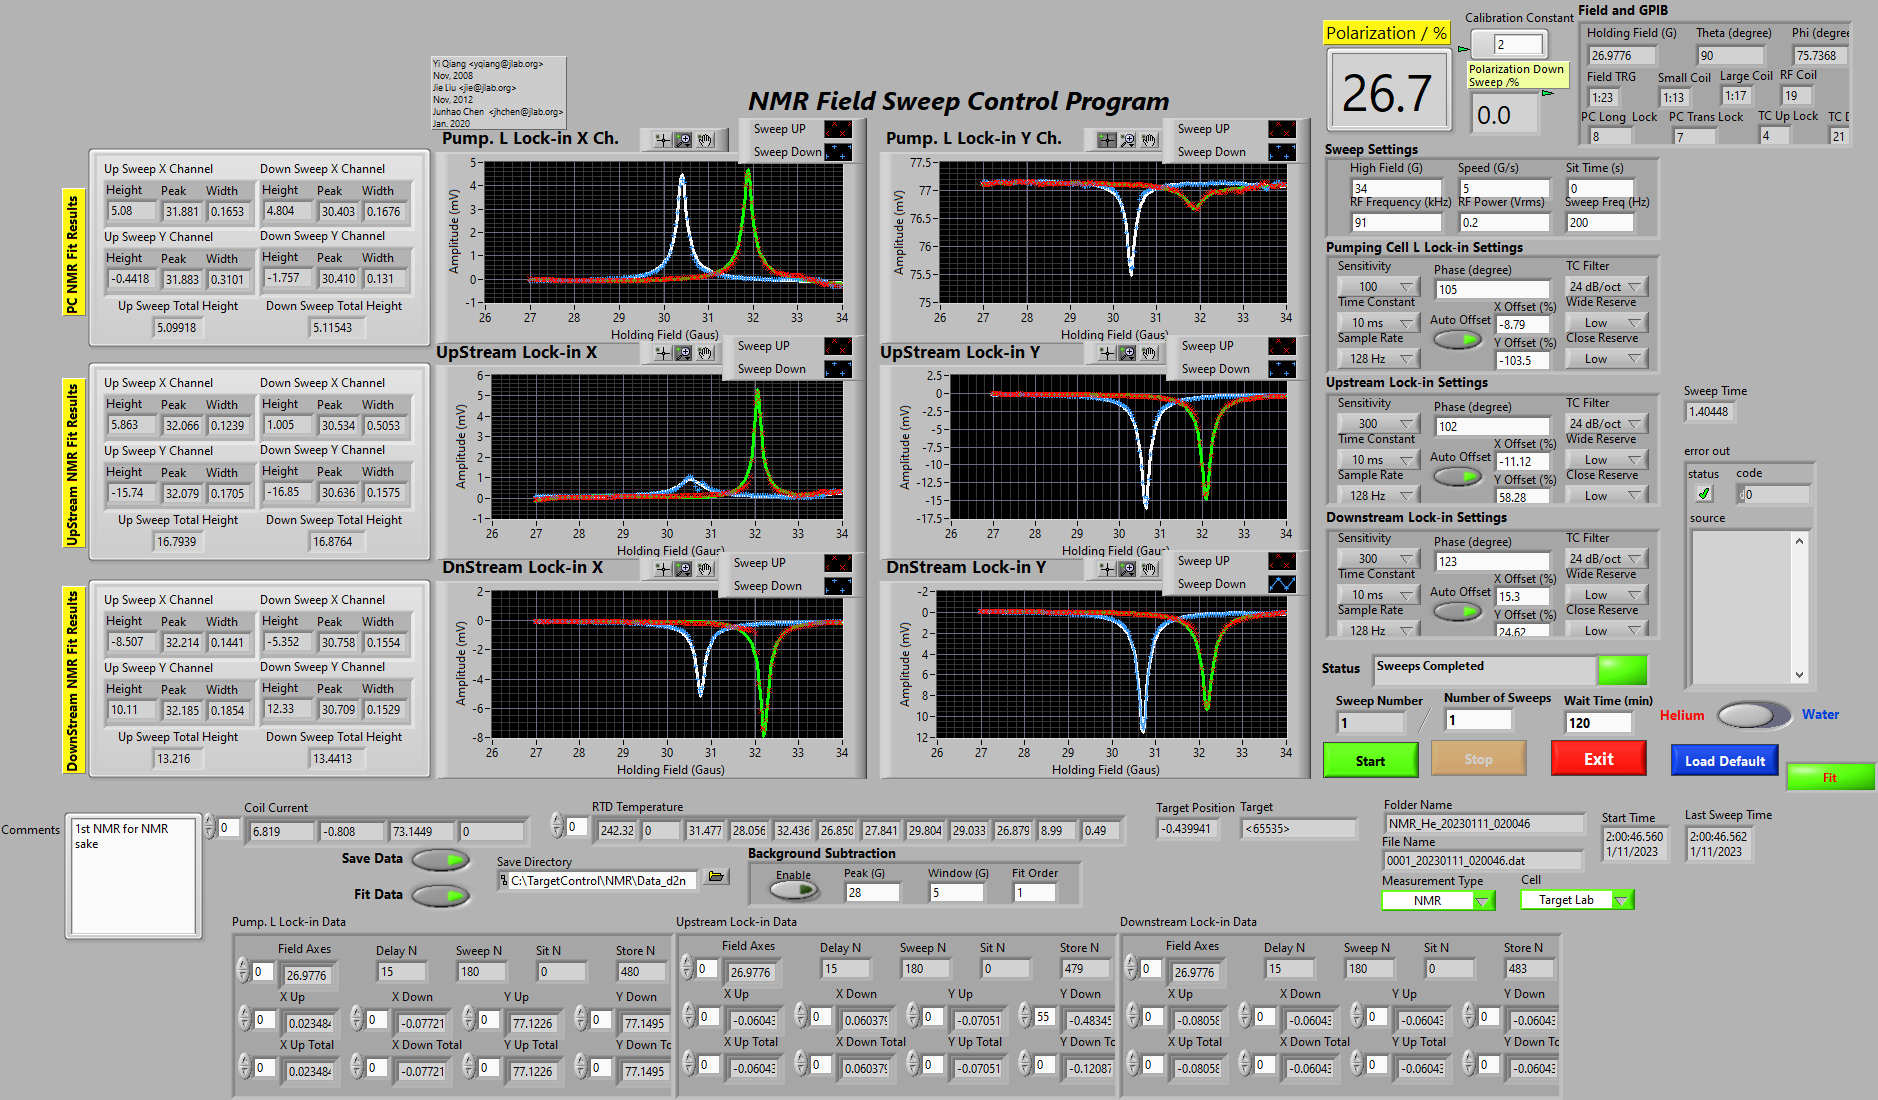 Yi Qiang <yqiang@jlab.org>
Nov, 2008
Jie Liu <jie@jlab.org>
Nov, 2012
Junhao Chen <jhchen@jlab.org>
Jan. 2020
NMR Field Sweep Control Program
Polarization / %
26.7
Calibration Constant
2
Polarization Down
Sweep /%
0.0
Field and GPIB
Holding Field (G) Theta (degree) Phi (degree
26.9776 90 75.7368
Field TRG Small Coil Large Coil RF Coil
1:23 1:13 1:17 19
PC Long Lock PC Trans Lock TC Up Lock TC D
8 7 4 21
PC NMR Fit Results
Up Sweep X Channel Down Sweep X Channel
Height Peak Width Height Peak Width
5.08 31.881 0.1653 4.804 30.403 0.1676
Up Sweep Y Channel Down Sweep Y Channel
Height Peak Width Height Peak Width
-0.4418 31.883 0.3101 -1.757 30.410 0.131
Up Sweep Total Height Down Sweep Total Height
5.09918 5.11543
UpStream NMR Fit Results
Up Sweep X Channel Down Sweep X Channel
Height Peak Width Height Peak Width
5.863 32.066 0.1239 1.005 30.534 0.5053
Up Sweep Y Channel Down Sweep Y Channel
Height Peak Width Height Peak Width
-15.74 32.079 0.1705 -16.85 30.636 0.1575
Up Sweep Total Height Down Sweep Total Height
16.7939 16.8764
DownStream NMR Fit Results
Up Sweep X Channel Down Sweep X Channel
Height Peak Width Height Peak Width
-8.507 32.214 0.1441 -5.352 30.758 0.1554
Up Sweep Y Channel Down Sweep Y Channel
Height Peak Width Height Peak Width
10.11 32.185 0.1854 12.33 30.709 0.1529
Up Sweep Total Height Down Sweep Total Height
13.216 13.4413
Pump. L Lock-in X Ch.
Sweep UP
Sweep Down
Amplitude (mV)
5
4
3
2
1
0
-1
26 27 28 29 30 31 32 33 34
Holding Field (Gaus)
Pump. L Lock-in Y Ch.
Sweep UP
Sweep Down
Amplitude (mV)
77.5
77
76.5
76
75.5
75
26 27 28 29 30 31 32 33 34
Holding Field (Gaus)
UpStream Lock-in X
Sweep UP
Sweep Down
Amplitude (mV)
6
5
4
3
2
1
0
-1
26 27 28 29 30 31 32 33 34
Holding Field (Gaus)
UpStream Lock-in Y
Sweep UP
Sweep Down
Amplitude (mV)
2.5
0
-2.5
-5
-7.5
-10
-12.5
-15
-17.5
26 27 28 29 30 31 32 33 34
Holding Field (Gaus)
DnStream Lock-in X
Sweep UP
Sweep Down
Amplitude (mV)
2
0
-2
-4
-6
-8
26 27 28 29 30 31 32 33 34
Holding Field (Gaus)
DnStream Lock-in Y
Sweep UP
Sweep Down
Amplitude (mV)
-2
0
2
4
6
8
10
12
26 27 28 29 30 31 32 33 34
Holding Field (Gaus)
Sweep Settings
High Field (G) Speed (G/s) Sit Time (s)
34 5 0
RF Frequency (kHz) RF Power (Vrms) Sweep Freq (Hz)
91 0.2 200
Pumping Cell L Lock-in Settings
Sensitivity Phase (degree) TC Filter
100 105 24 dB/oct
Time Constant X Offset (%) Wide Reserve
10 ms Auto Offset -8.79 Low
Sample Rate Y Offset (%) Close Reserve
128 Hz -103.5 Low
Upstream Lock-in Settings
Sensitivity Phase (degree) TC Filter
300 102 24 dB/oct
Time Constant X Offset (%) Wide Reserve
10 ms Auto Offset -11.12 Low
Sample Rate Y Offset (%) Close Reserve
128 Hz 58.28 Low
Downstream Lock-in Settings
Sensitivity Phase (degree) TC Filter
300 123 24 dB/oct
Time Constant X Offset (%) Wide Reserve
10 ms Auto Offset 15.3 Low
Sample Rate Y Offset (%) Close Reserve
128 Hz 24.62 Low
Sweep Time
1.40448
error out
status code
0
source
Status Sweeps Completed
Sweep Number Number of Sweeps Wait Time (min)
1 / 1 120
Helium Water
Start Stop Exit Load Default Fit
Comments
1st NMR for NMR
sake
Coil Current
0 6.819 -0.808 73.1449 0
RTD Temperature
0 242.32 0 31.477 28.056 32.436 26.850 27.841 29.804 29.033 26.879 8.99 0.49
Target Position Target
-0.439941 <65535>
Save Data
Fit Data
Save Directory
C:\TargetControl\NMR\Data_d2n
Background Subtraction
Enable Peak (G) Window (G) Fit Order
28 5 1
Folder Name
NMR_He_20230111_020046
File Name
0001_20230111_020046.dat
Start Time
2:00:46.560
1/11/2023
Last Sweep Time
2:00:46.562
1/11/2023
Measurement Type Cell
NMR Target Lab
Pump. L Lock-in Data
Field Axes Delay N Sweep N Sit N Store N
0 26.9776 15 180 0 480
X Up X Down Y Up Y Down
0 0.023484 0 -0.07721 0 77.1226 0 77.1495
X Up Total X Down Total Y Up Total Y Down To
0 0.023484 0 -0.07721 0 77.1226 0 77.1495
Upstream Lock-in Data
Field Axes Delay N Sweep N Sit N Store N
0 26.9776 15 180 0 479
X Up X Down Y Up Y Down
0 -0.06043 0 0.060379 0 -0.07051 55 -0.48345
X Up Total X Down Total Y Up Total Y Down To
0 -0.06043 0 0.060379 0 -0.07051 0 -0.12087
Downstream Lock-in Data
Field Axes Delay N Sweep N Sit N Store N
0 26.9776 15 180 0 483
X Up X Down Y Up Y Down
0 -0.08058 0 -0.06043 0 -0.06043 0 -0.06043
X Up Total X Down Total Y Up Total Y Down To
0 -0.08058 0 -0.06043 0 -0.06043 0 -0.06043